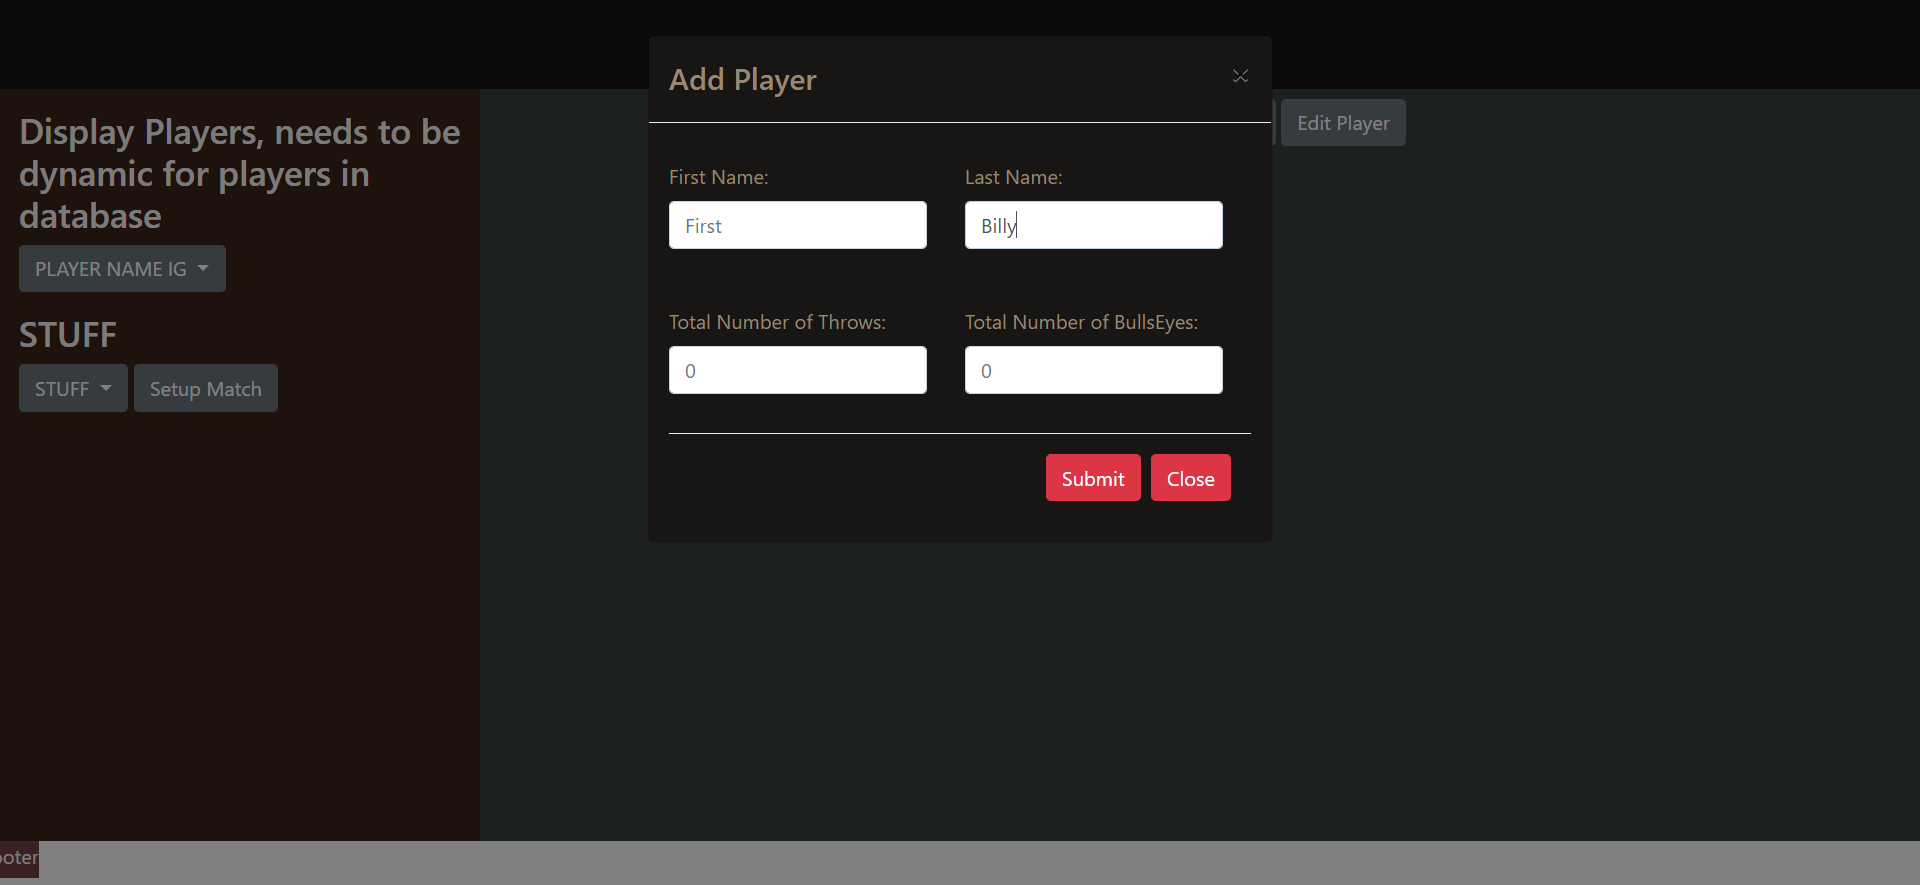 Add Player
Edit Player
Display Players, needs to be
dynamic for players in
database
PLAYER NAME IG
STUFF
STUFF
Setup Match
First Name:
Last Name:
First
Billy
Total Number of Throws:
Total Number of BullsEyes:
0
0
Submit
Close
ooter